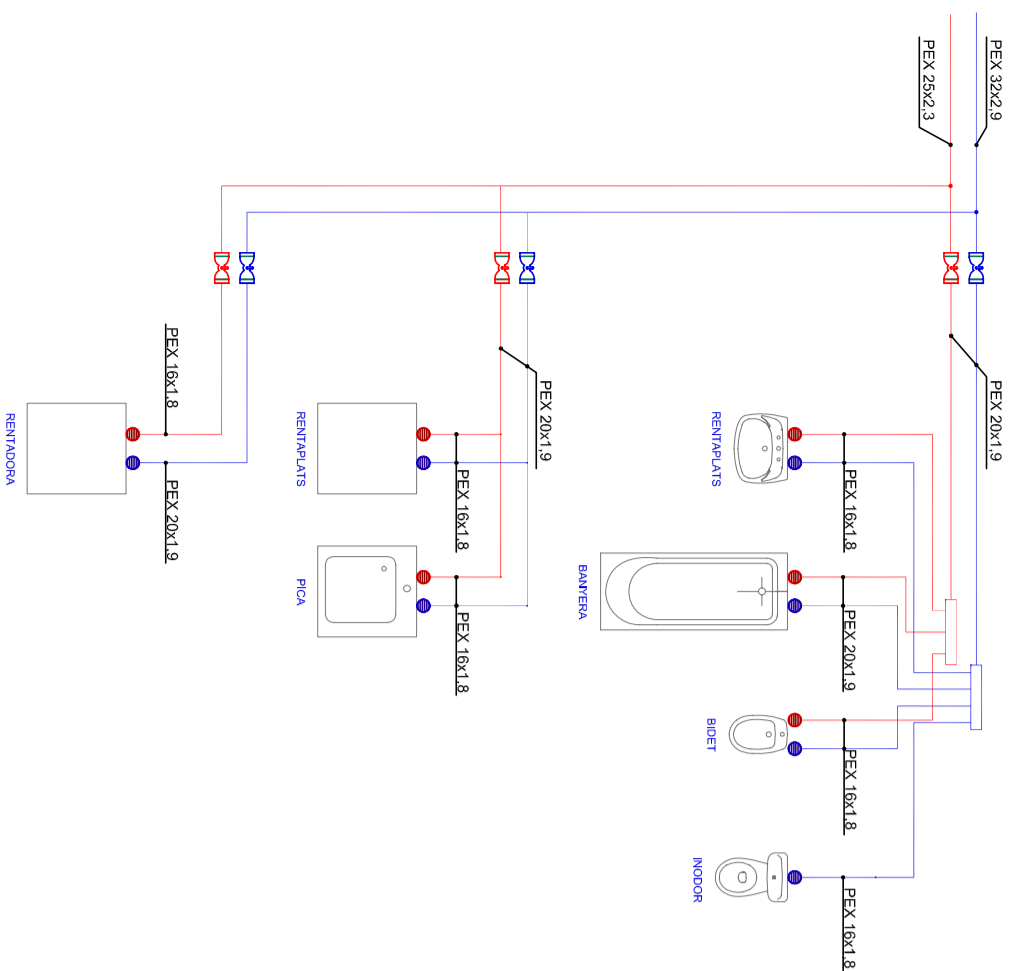 PEX 32x2,9
PEX 25x2,3
PEX 20x1,9
PEX 20x1,9
PEX 16x1,8
PEX 20x1,9
RENTADORA
RENTAPLATS
PEX 16x1,8
PICA
PEX 16x1,8
RENTAPLATS
PEX 16x1,8
BANYERA
PEX 20x1,9
BIDET
PEX 16x1,8
INODOR
PEX 16x1,8